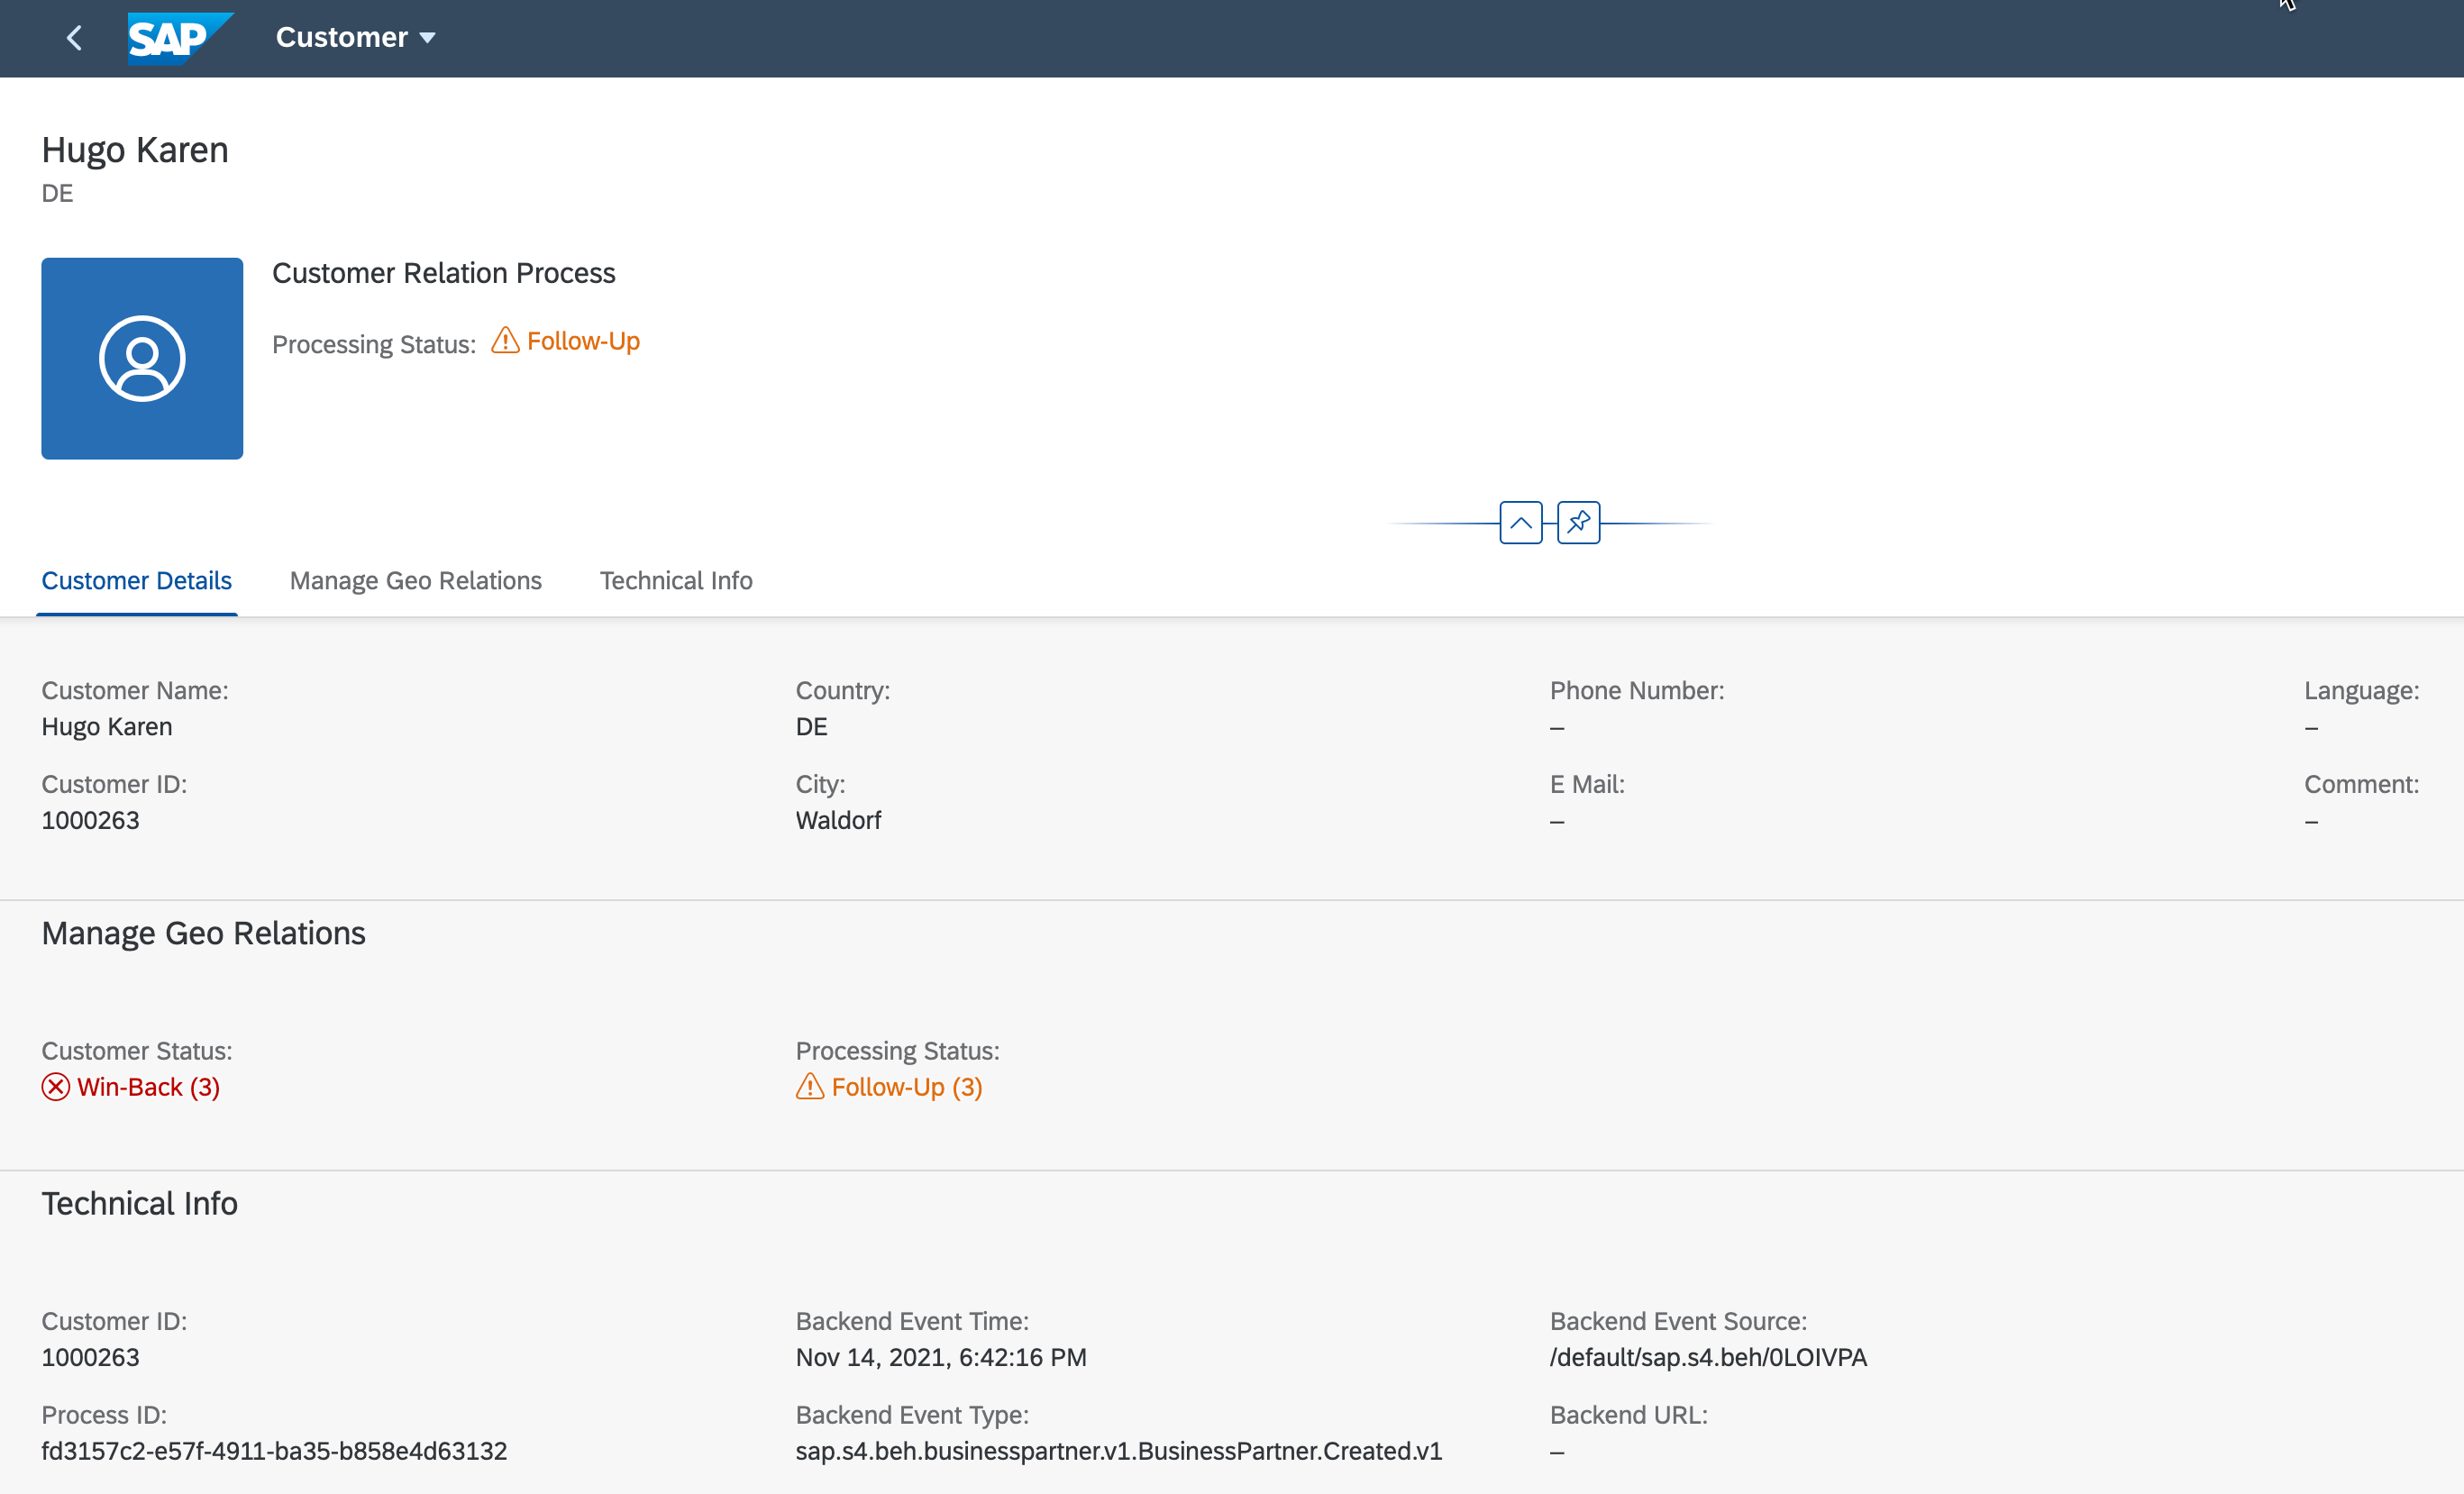 SAP Customer
Hugo Karen
DE
Customer Relation Process
Processing Status: Follow-Up
Customer Details Manage Geo Relations Technical Info
Customer Name: Country: Phone Number: Language:
Hugo Karen DE – –
Customer ID: City: E Mail: Comment:
1000263 Waldorf – –
Manage Geo Relations
Customer Status: Processing Status:
Win-Back (3) Follow-Up (3)
Technical Info
Customer ID: Backend Event Time: Backend Event Source:
1000263 Nov 14, 2021, 6:42:16 PM /default/sap.s4.beh/0LOIVPA
Process ID: Backend Event Type: Backend URL:
fd3157c2-e57f-4911-ba35-b858e4d63132 sap.s4.beh.businesspartner.v1.BusinessPartner.Created.v1 –